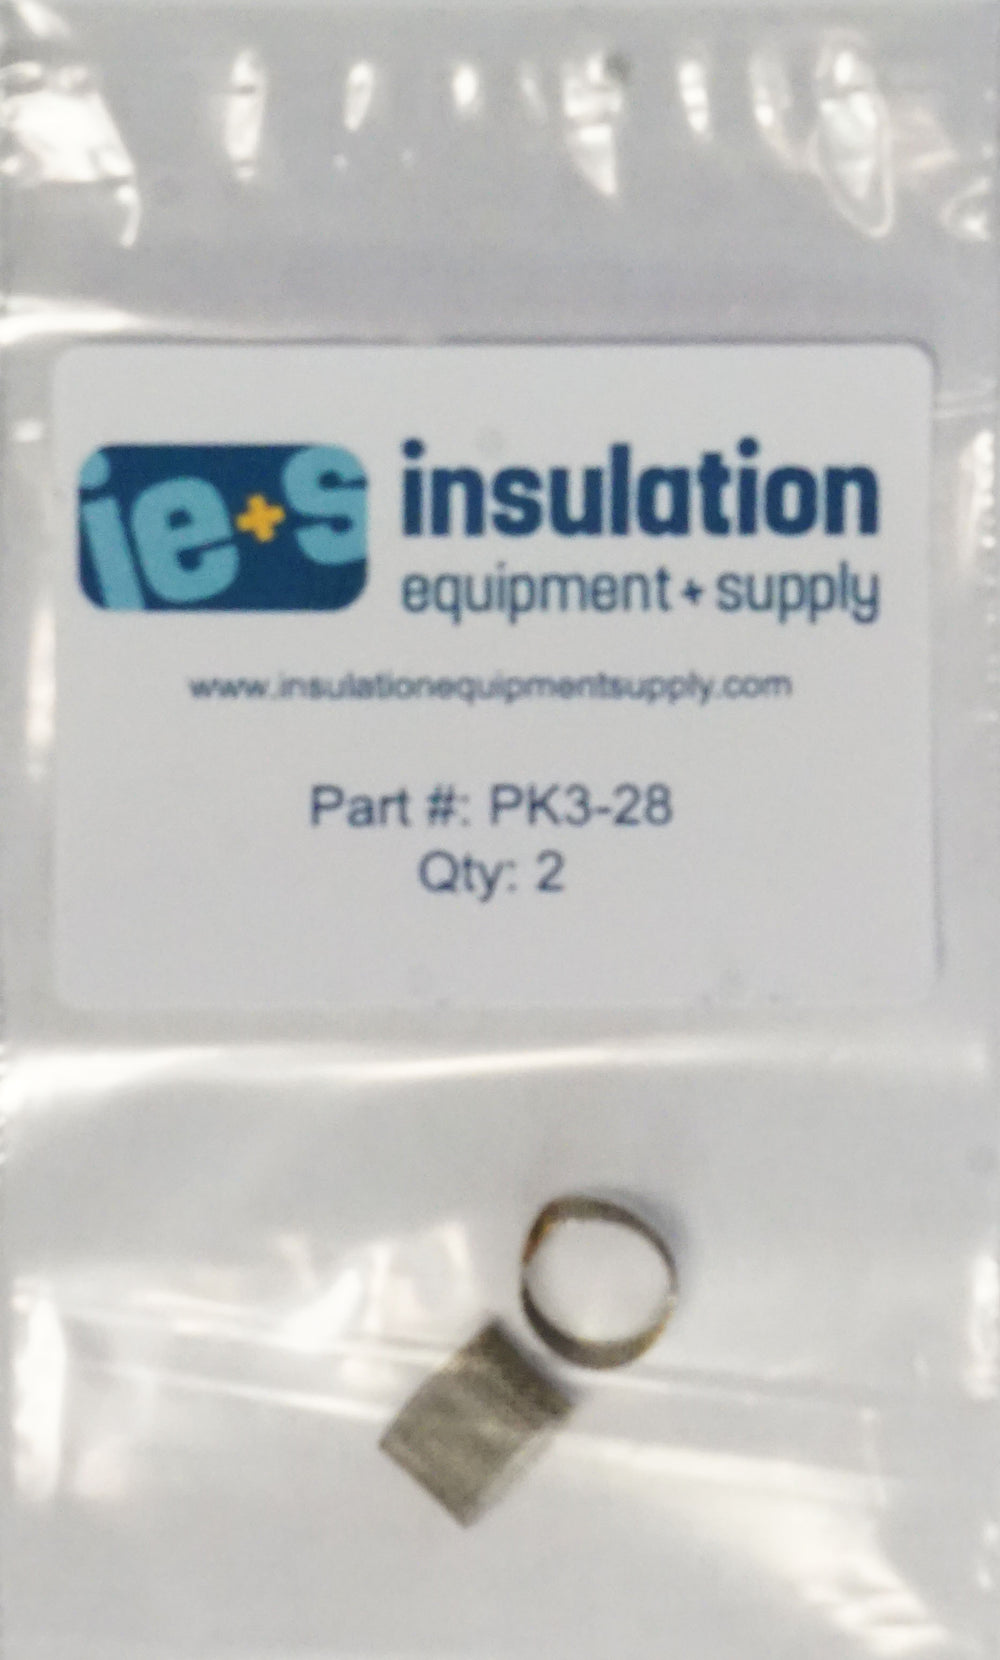 ie+s
insulation
equipment + supply
www.insulationequipmentsupply.com
Part #: PK3-28
Qty: 2